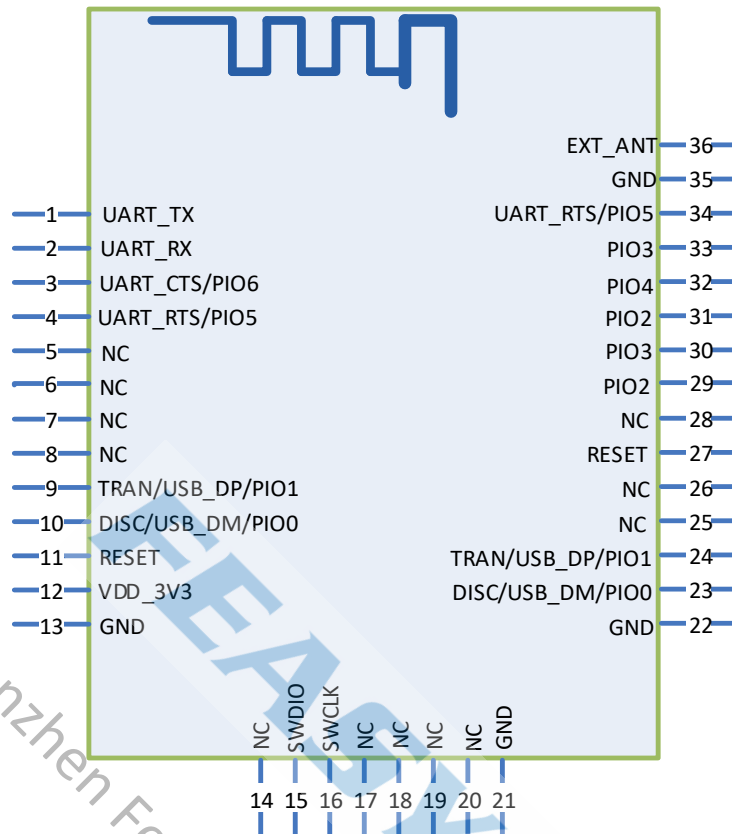 EXT_ANT 36
GND 35
1 UART_TX
UART_RTS/PIO5 34
2 UART_RX
PIO3 33
3 UART_CTS/PIO6
PIO4 32
4 UART_RTS/PIO5
PIO2 31
5 NC
PIO3 30
6 NC
PIO2 29
7 NC
NC 28
8 NC
RESET 27
9 TRAN/USB_DP/PIO1
NC 26
10 DISC/USB_DM/PIO0
NC 25
11 RESET
TRAN/USB_DP/PIO1 24
12 VDD_3V3
DISC/USB_DM/PIO0 23
13 GND
GND 22
NC SWDIO SWCLK NC NC NC NC GND
14 15 16 17 18 19 20 21
FEASY
nzhen Fe